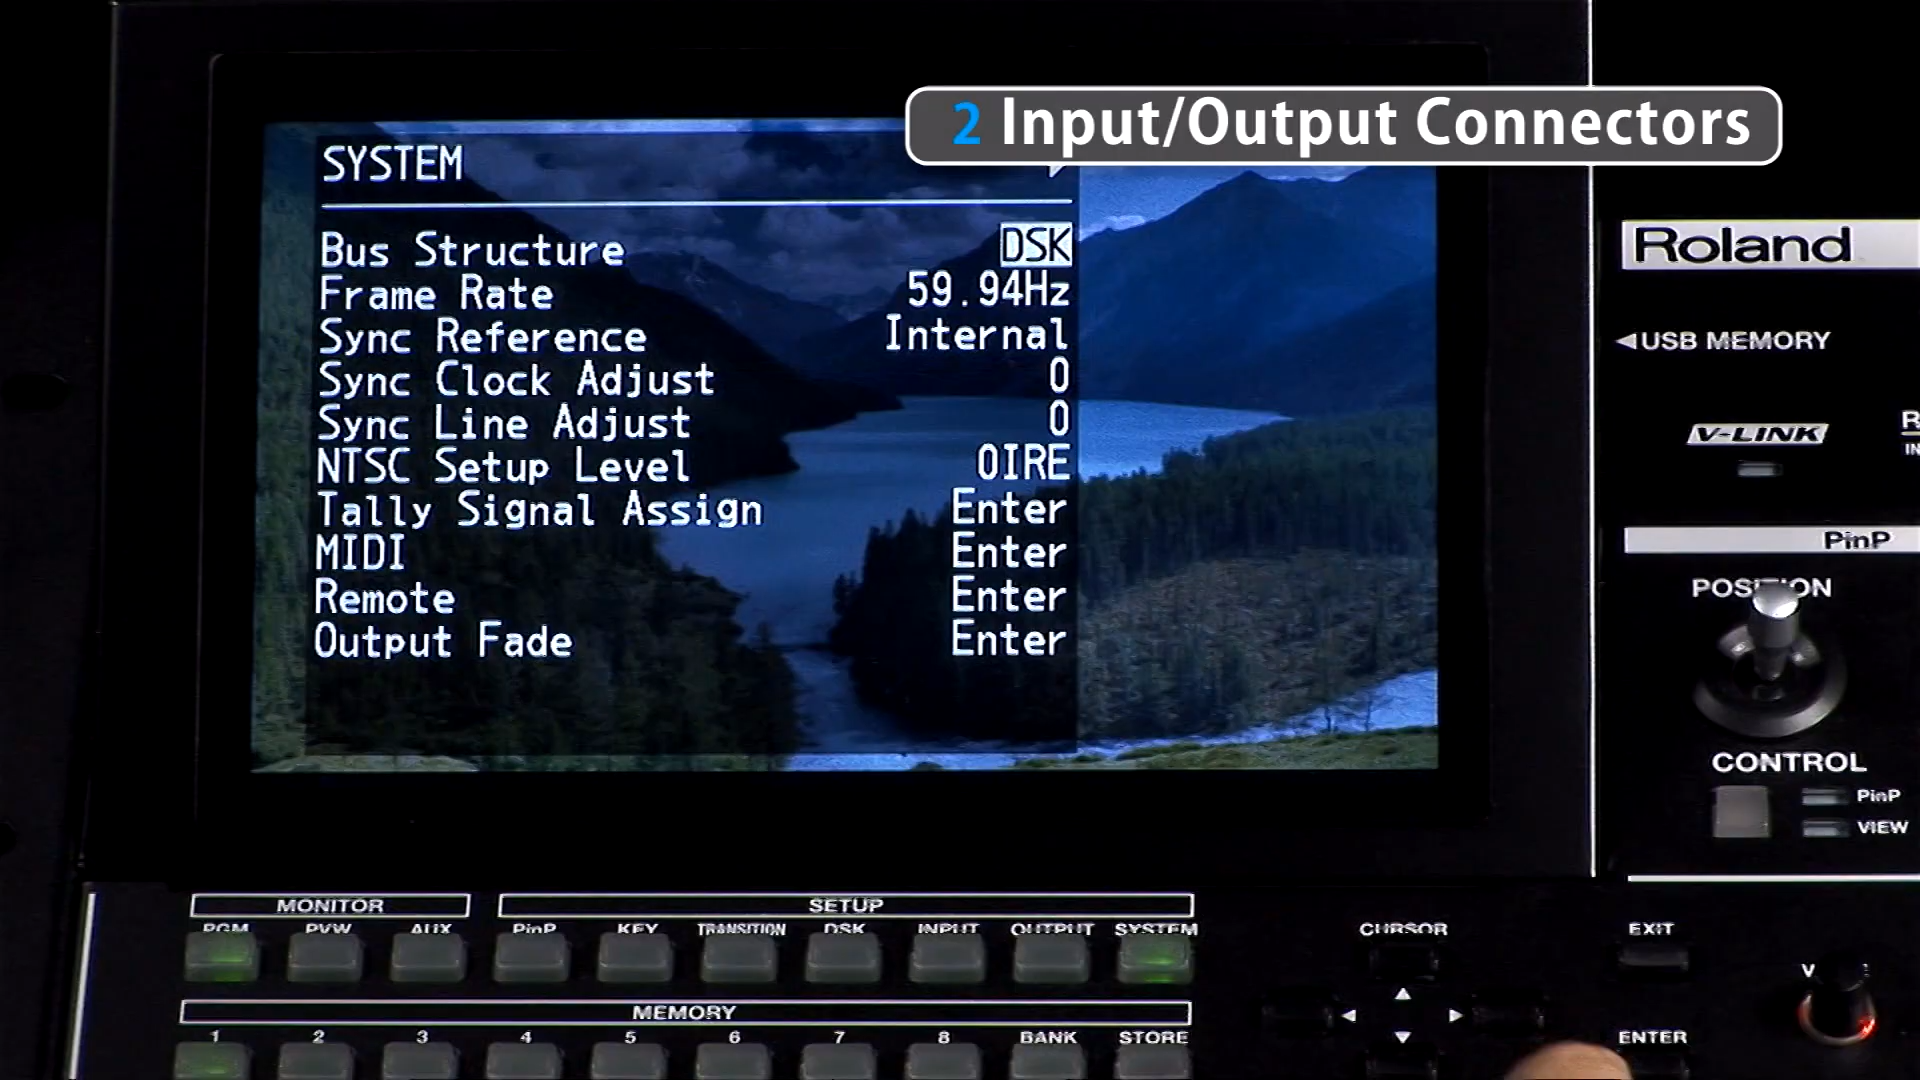 2 Input/Output Connectors
SYSTEM
Bus Structure DSK
Frame Rate 59.94Hz
Sync Reference Internal
Sync Clock Adjust 0
Sync Line Adjust 0
NTSC Setup Level 0IRE
Tally Signal Assign Enter
MIDI Enter
Remote Enter
Output Fade Enter
Roland
◀USB MEMORY
V-LINK
PinP
POSITION
CONTROL
PinP
VIEW
MONITOR SETUP
PGM PVW AUX PinP KEY TRANSITION DSK INPUT OUTPUT SYSTEM
CURSOR
EXIT
MEMORY
1 2 3 4 5 6 7 8 BANK STORE
ENTER